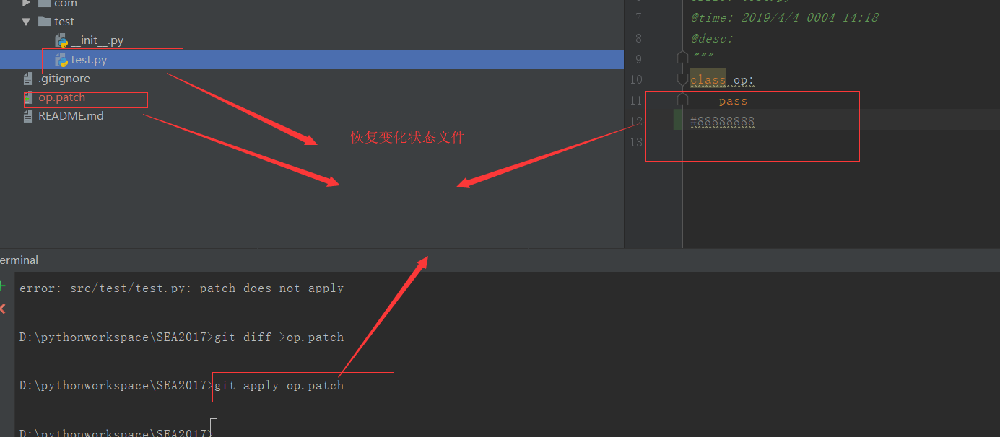 com
test
__init__.py
test.py
.gitignore
op.patch
README.md
7 @time: 2019/4/4 0004 14:18
8 @desc:
9 """
10 class op:
11 pass
12 #88888888
13
恢复变化状态文件
erminal
error: src/test/test.py: patch does not apply
D:\pythonworkspace\SEA2017>git diff >op.patch
D:\pythonworkspace\SEA2017>git apply op.patch
D:\pythonworkspace\SEA2017>